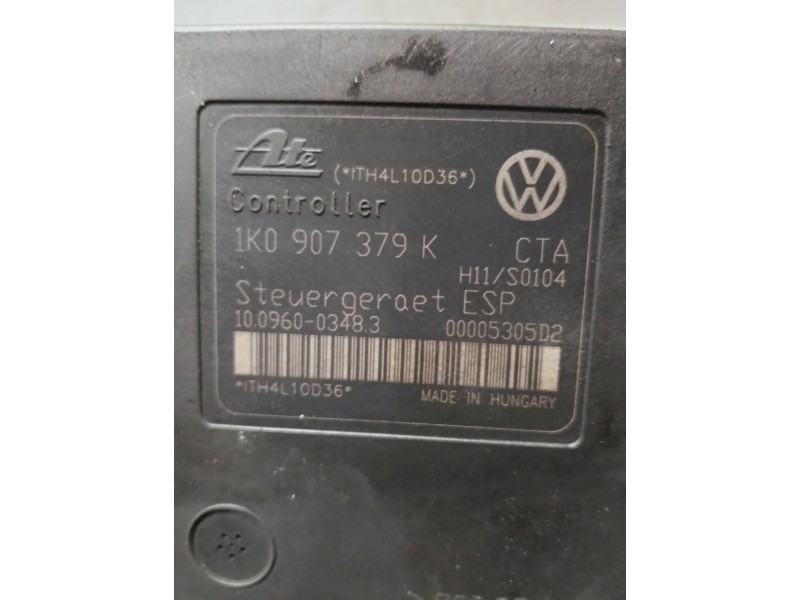 Ate (*ITH4L10D36*)
Controller
1K0 907 379 K CTA
H11/S0104
Steuergeraet ESP
10.0960-0348.3 00005305D2
*ITH4L10D36* MADE IN HUNGARY